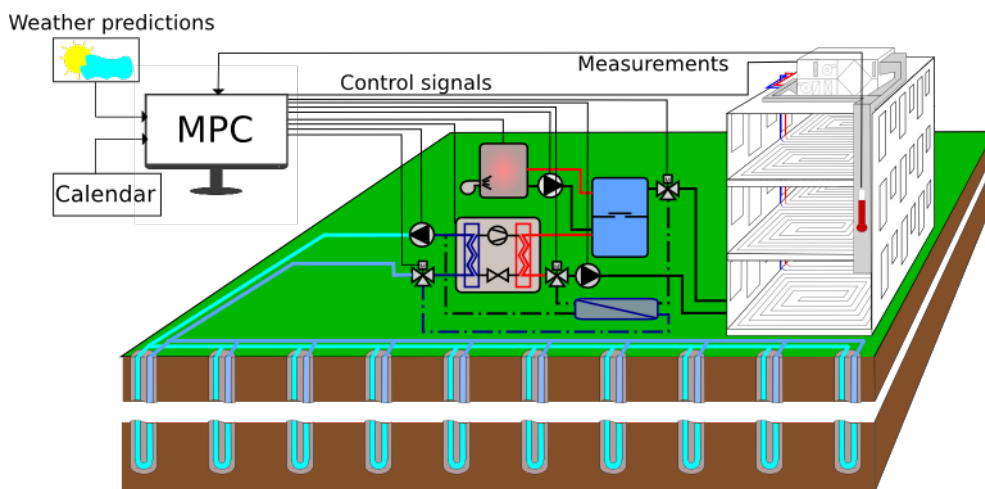 Weather predictions
Measurements
Control signals
MPC
Calendar